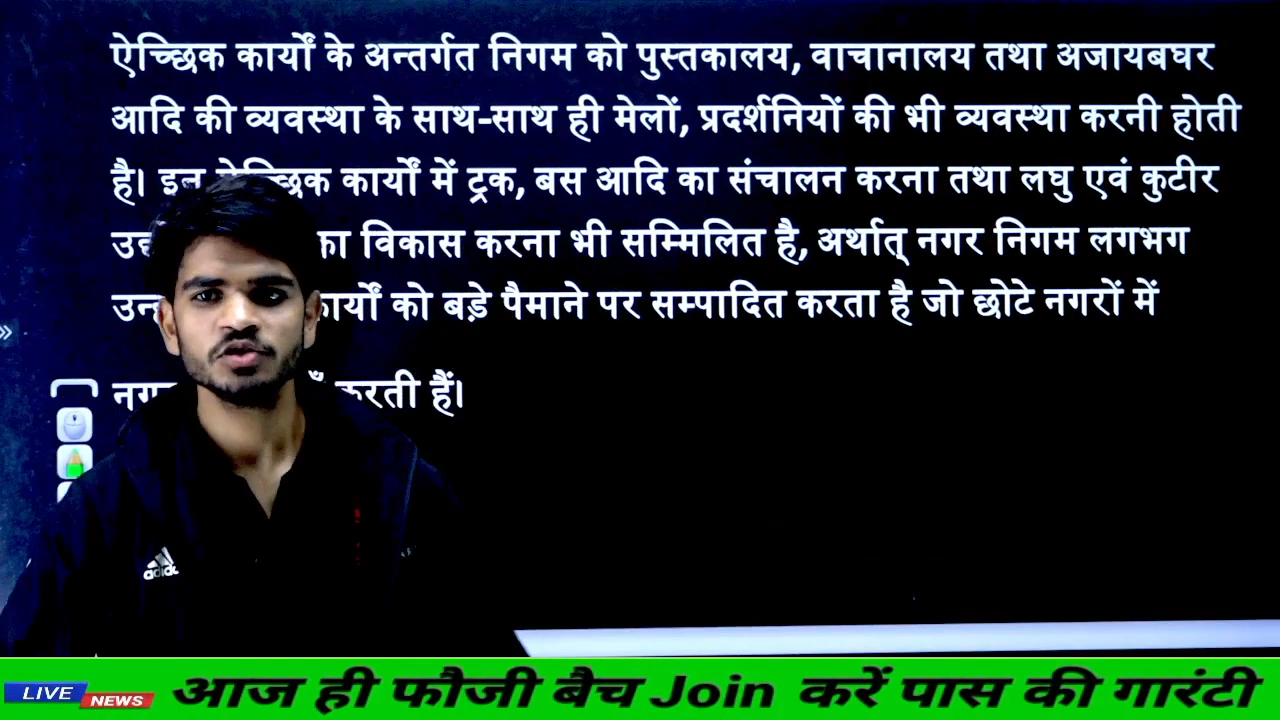 ऐच्छिक कार्यों के अन्तर्गत निगम को पुस्तकालय, वाचानालय तथा अजायबघर
आदि की व्यवस्था के साथ-साथ ही मेलों, प्रदर्शनियों की भी व्यवस्था करनी होती
है। इन ऐच्छिक कार्यों में ट्रक, बस आदि का संचालन करना तथा लघु एवं कुटीर
का विकास करना भी सम्मिलित है, अर्थात् नगर निगम लगभग
कार्यों को बड़े पैमाने पर सम्पादित करता है जो छोटे नगरों में
करती हैं।
adidas
LIVE NEWS आज ही फौजी बैच Join करें पास की गारंटी